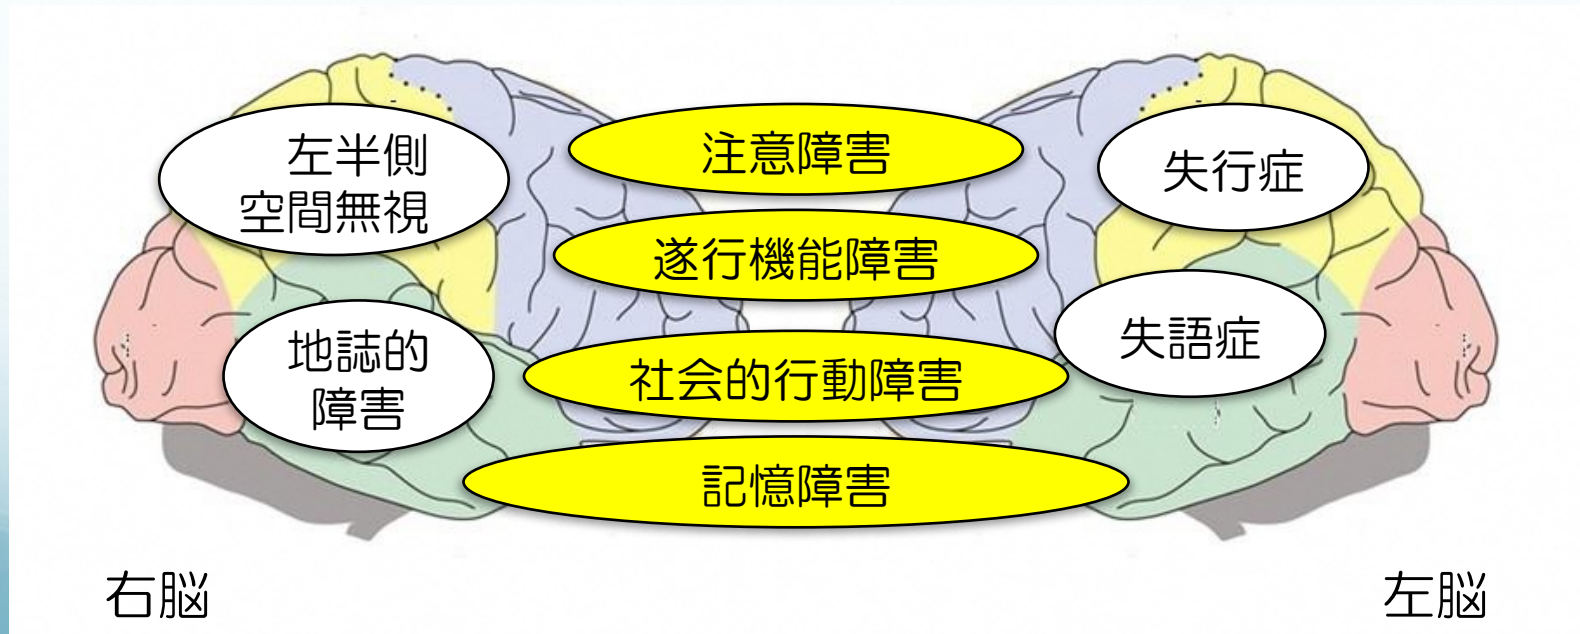 左半側
空間無視
地誌的
障害
注意障害
遂行機能障害
社会的行動障害
記憶障害
失行症
失語症
右脳
左脳